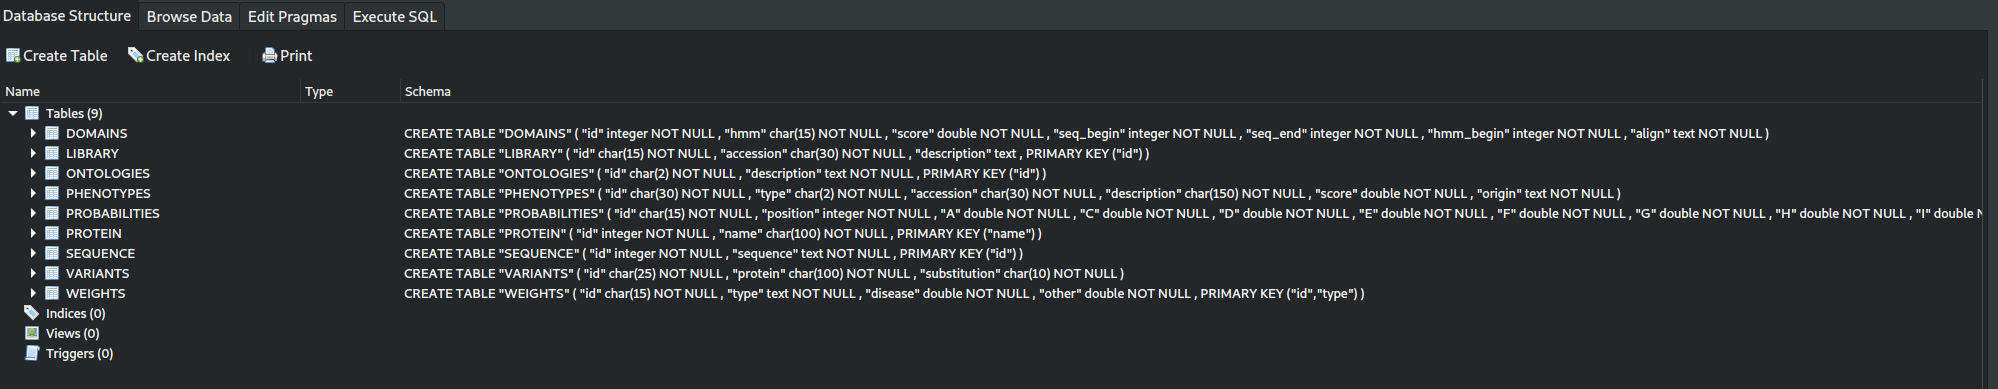 Database Structure Browse Data Edit Pragmas Execute SQL
Create Table Create Index Print
Name Type Schema
Tables (9)
DOMAINS CREATE TABLE "DOMAINS" ( "id" integer NOT NULL , "hmm" char(15) NOT NULL , "score" double NOT NULL , "seq_begin" integer NOT NULL , "seq_end" integer NOT NULL , "hmm_begin" integer NOT NULL , "align" text NOT NULL )
LIBRARY CREATE TABLE "LIBRARY" ( "id" char(15) NOT NULL , "accession" char(30) NOT NULL , "description" text , PRIMARY KEY ("id") )
ONTOLOGIES CREATE TABLE "ONTOLOGIES" ( "id" char(2) NOT NULL , "description" text NOT NULL , PRIMARY KEY ("id") )
PHENOTYPES CREATE TABLE "PHENOTYPES" ( "id" char(30) NOT NULL , "type" char(2) NOT NULL , "accession" char(30) NOT NULL , "description" char(150) NOT NULL , "score" double NOT NULL , "origin" text NOT NULL )
PROBABILITIES CREATE TABLE "PROBABILITIES" ( "id" char(15) NOT NULL , "position" integer NOT NULL , "A" double NOT NULL , "C" double NOT NULL , "D" double NOT NULL , "E" double NOT NULL , "F" double NOT NULL , "G" double NOT NULL , "H" double NOT NULL , "I" double
PROTEIN CREATE TABLE "PROTEIN" ( "id" integer NOT NULL , "name" char(100) NOT NULL , PRIMARY KEY ("name") )
SEQUENCE CREATE TABLE "SEQUENCE" ( "id" integer NOT NULL , "sequence" text NOT NULL , PRIMARY KEY ("id") )
VARIANTS CREATE TABLE "VARIANTS" ( "id" char(25) NOT NULL , "protein" char(100) NOT NULL , "substitution" char(10) NOT NULL )
WEIGHTS CREATE TABLE "WEIGHTS" ( "id" char(15) NOT NULL , "type" text NOT NULL , "disease" double NOT NULL , "other" double NOT NULL , PRIMARY KEY ("id","type") )
Indices (0)
Views (0)
Triggers (0)